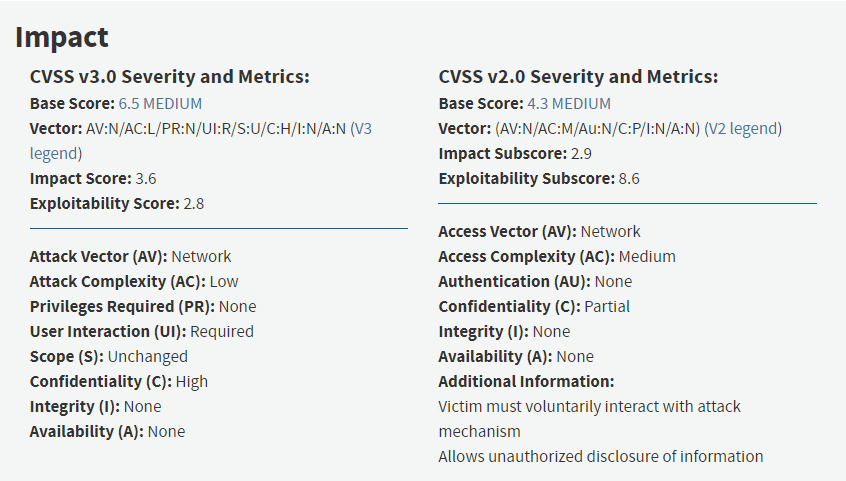 Impact
CVSS v3.0 Severity and Metrics:
Base Score: 6.5 MEDIUM
Vector: AV:N/AC:L/PR:N/UI:R/S:U/C:H/I:N/A:N (V3
legend)
Impact Score: 3.6
Exploitability Score: 2.8
Attack Vector (AV): Network
Attack Complexity (AC): Low
Privileges Required (PR): None
User Interaction (UI): Required
Scope (S): Unchanged
Confidentiality (C): High
Integrity (I): None
Availability (A): None
CVSS v2.0 Severity and Metrics:
Base Score: 4.3 MEDIUM
Vector: (AV:N/AC:M/Au:N/C:P/I:N/A:N) (V2 legend)
Impact Subscore: 2.9
Exploitability Subscore: 8.6
Access Vector (AV): Network
Access Complexity (AC): Medium
Authentication (AU): None
Confidentiality (C): Partial
Integrity (I): None
Availability (A): None
Additional Information:
Victim must voluntarily interact with attack
mechanism
Allows unauthorized disclosure of information